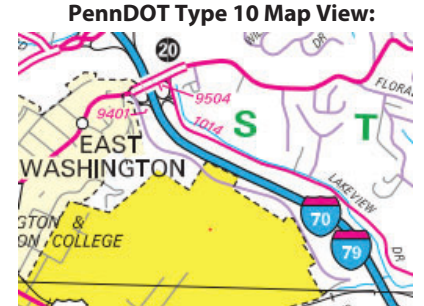 PennDOT Type 10 Map View:
DR
20
FLORA
9504
9401
1014
S T
EAST
WASHINGTON
LAKEVIEW
DR
GTON &
ON COLLEGE
70
79